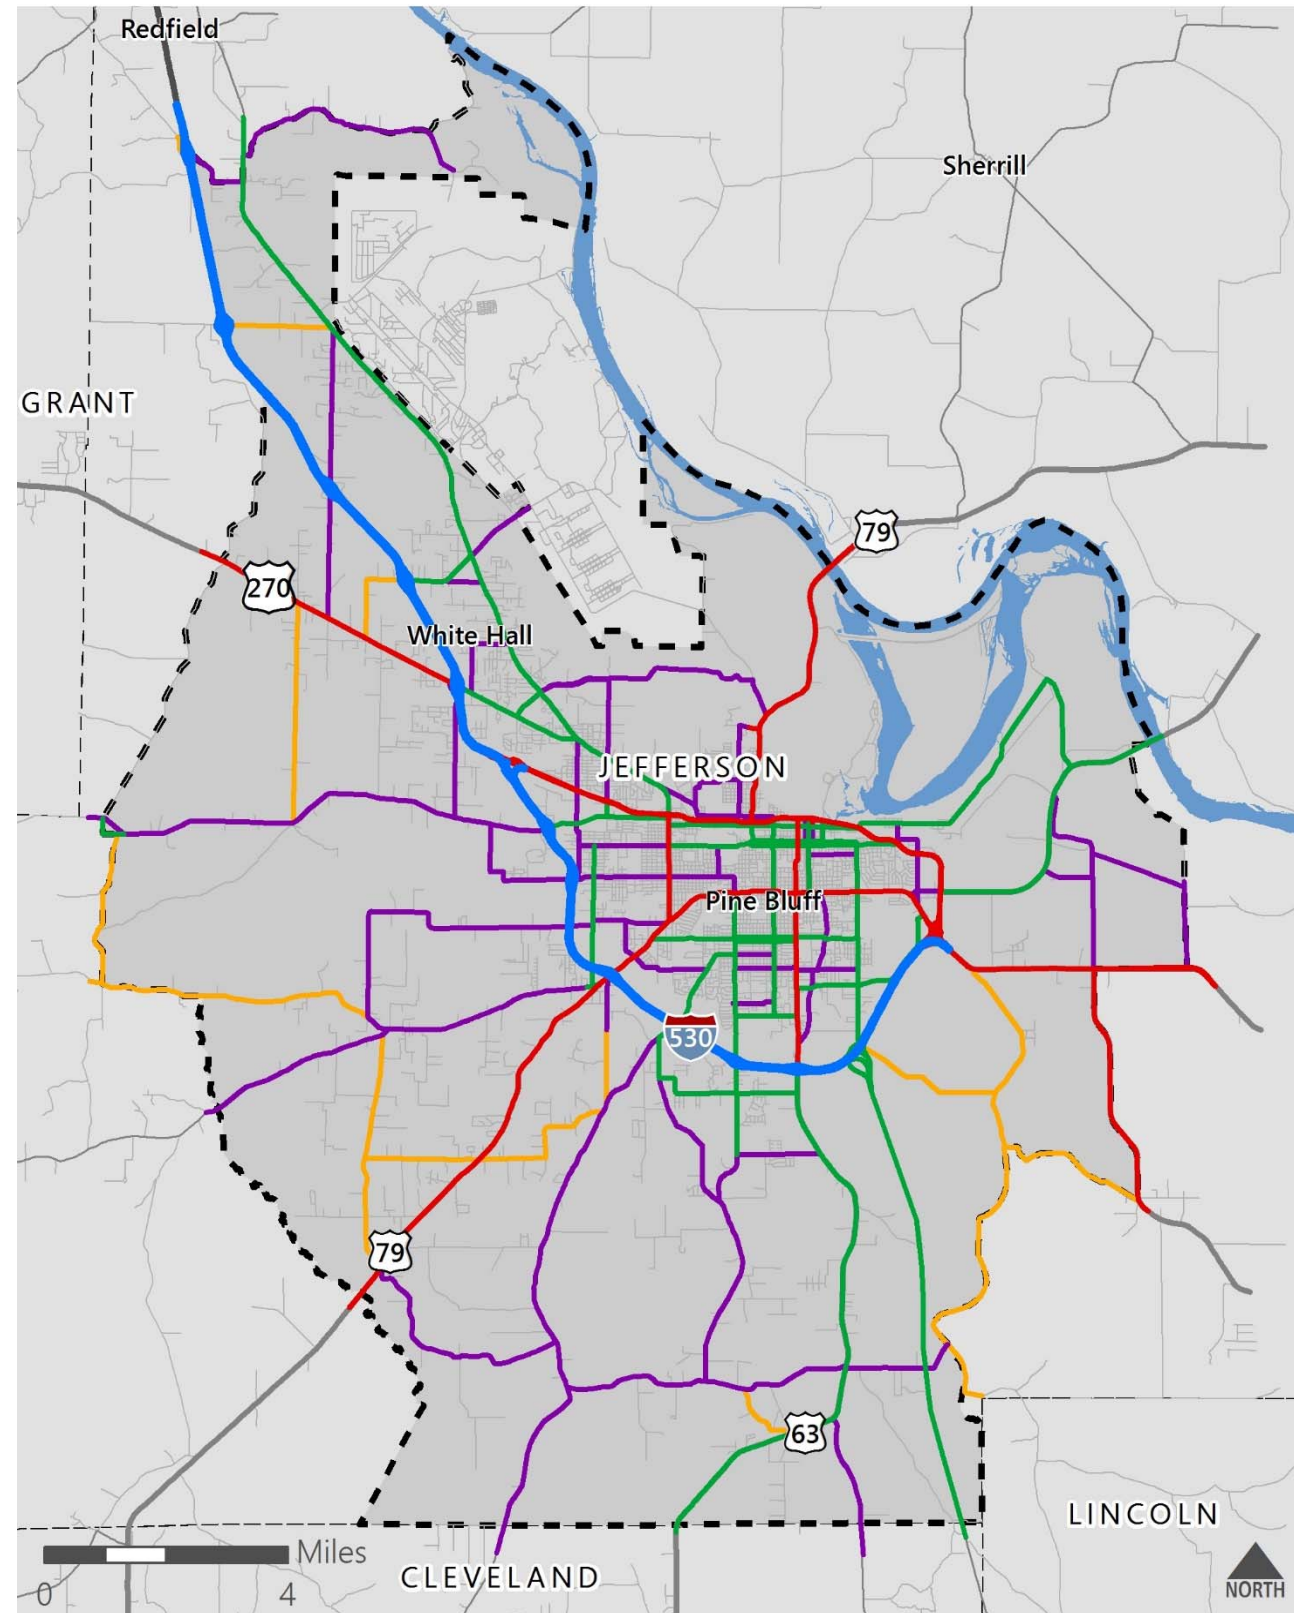 Redfield
Sherrill
GRANT
79
270
White Hall
JEFFERSON
Pine Bluff
530
79
63
LINCOLN
Miles
CLEVELAND
0 4
NORTH